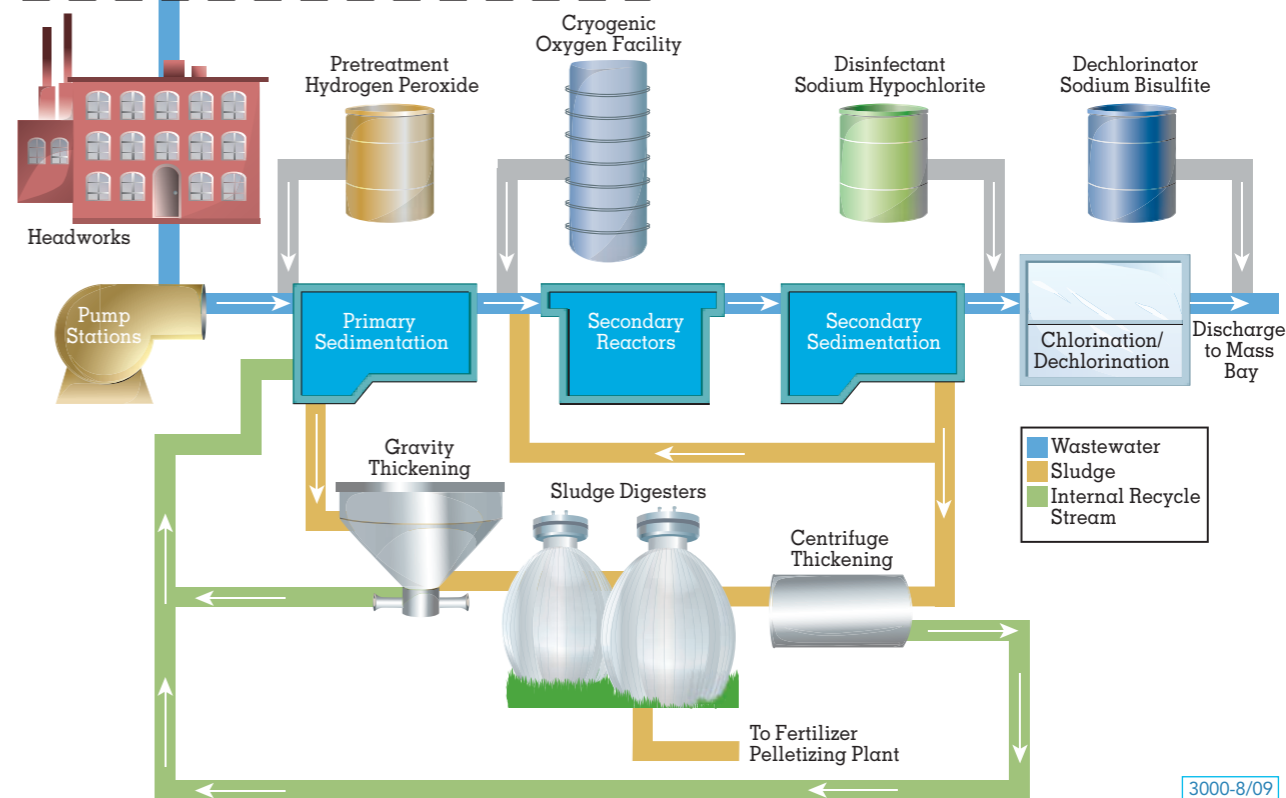 Cryogenic
Oxygen Facility
Pretreatment
Hydrogen Peroxide
Disinfectant
Sodium Hypochlorite
Dechlorinator
Sodium Bisulfite
Headworks
Pump
Stations
Primary
Sedimentation
Secondary
Reactors
Secondary
Sedimentation
Chlorination/
Dechlorination
Discharge
to Mass
Bay
Wastewater
Sludge
Internal Recycle
Stream
Gravity
Thickening
Sludge Digesters
Centrifuge
Thickening
To Fertilizer
Pelletizing Plant
3000-8/09